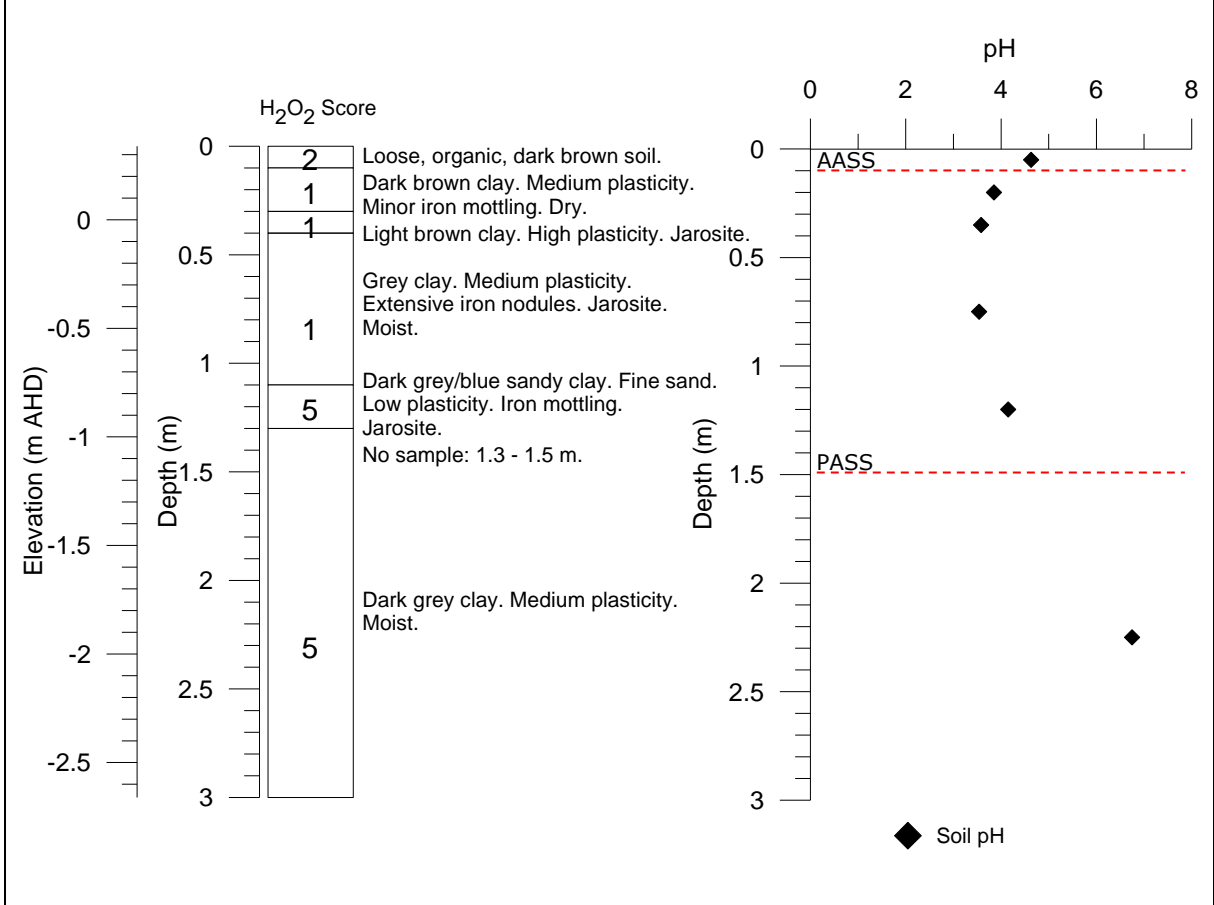 H2O2 Score
Elevation (m AHD)
0
-0.5
-1
-1.5
-2
-2.5
Depth (m)
0
0.5
1
1.5
2
2.5
3
2
1
1
1
5
5
Loose, organic, dark brown soil.
Dark brown clay. Medium plasticity.
Minor iron mottling. Dry.
Light brown clay. High plasticity. Jarosite.
Grey clay. Medium plasticity.
Extensive iron nodules. Jarosite.
Moist.
Dark grey/blue sandy clay. Fine sand.
Low plasticity. Iron mottling.
Jarosite.
No sample: 1.3 - 1.5 m.
Dark grey clay. Medium plasticity.
Moist.
pH
0 2 4 6 8
Depth (m)
0
0.5
1
1.5
2
2.5
3
AASS
PASS
Soil pH